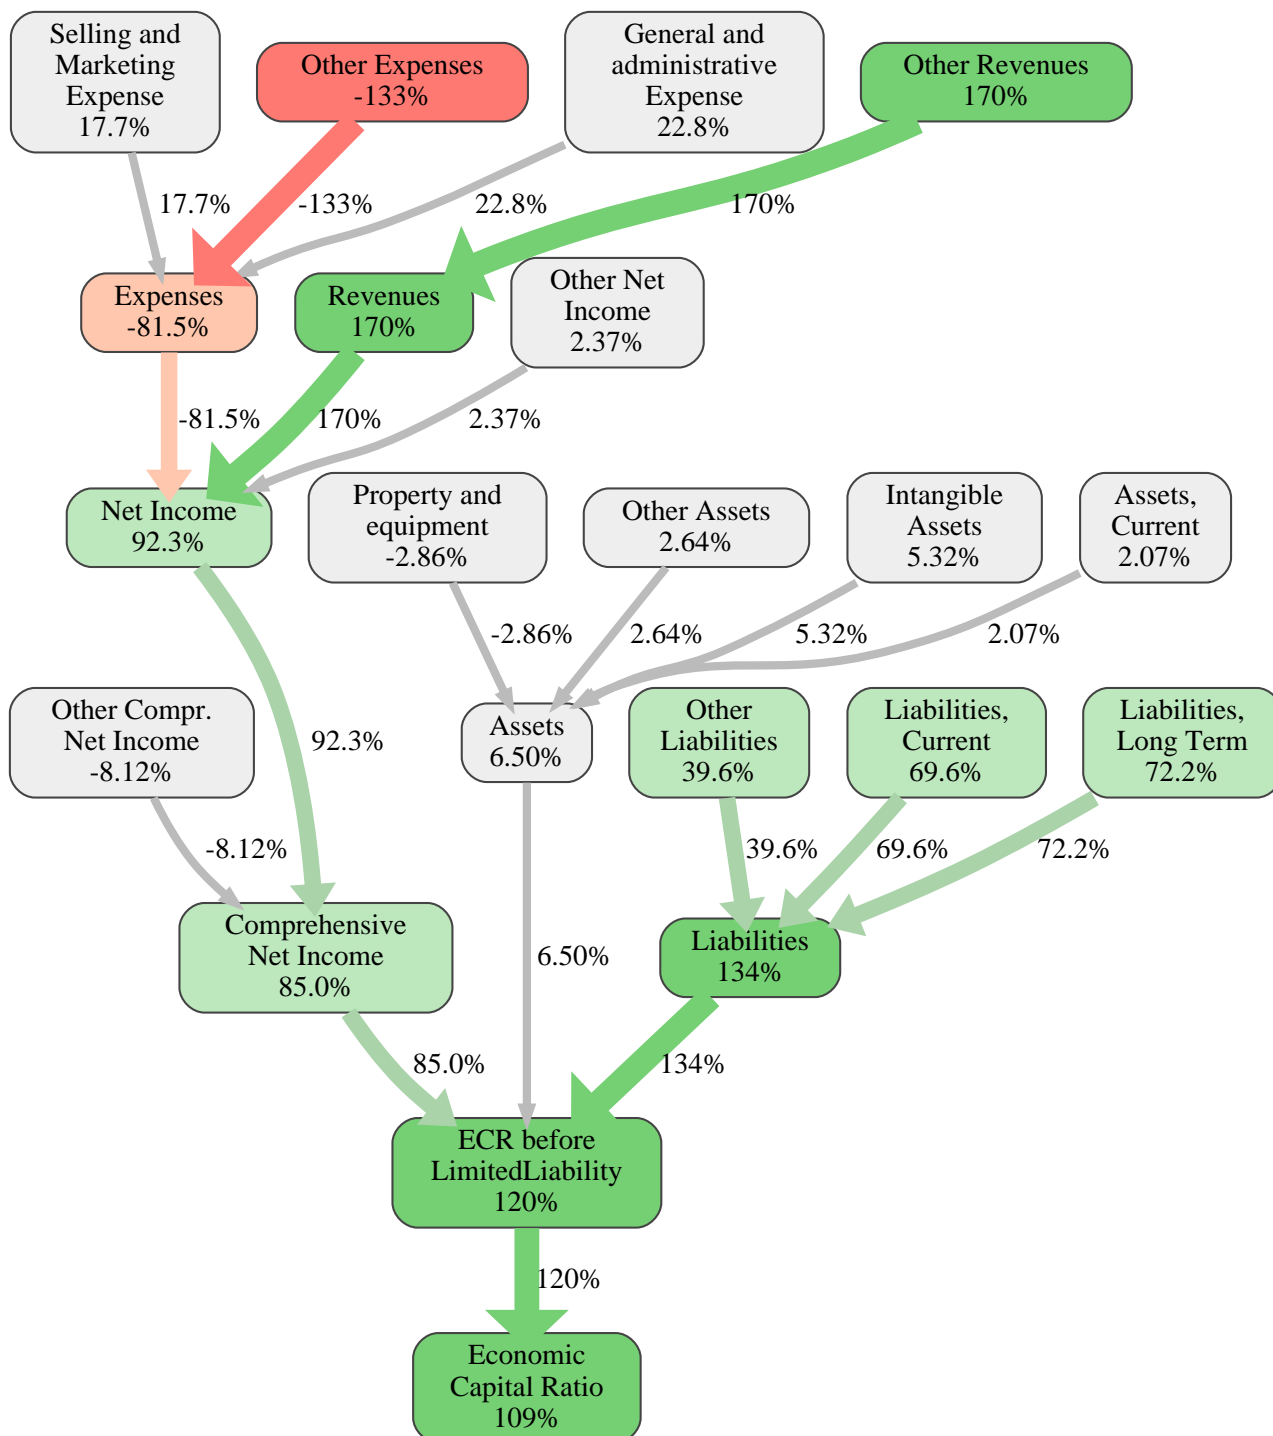 Selling and
Marketing
Expense
17.7%
Other Expenses
-133%
General and
administrative
Expense
22.8%
Other Revenues
170%
17.7%
-133%
22.8%
170%
Expenses
-81.5%
Revenues
170%
Other Net
Income
2.37%
-81.5%
170%
2.37%
Net Income
92.3%
Property and
equipment
-2.86%
Other Assets
2.64%
Intangible
Assets
5.32%
Assets,
Current
2.07%
-2.86%
2.64%
5.32%
2.07%
Other Compr.
Net Income
-8.12%
92.3%
Assets
6.50%
Other
Liabilities
39.6%
Liabilities,
Current
69.6%
Liabilities,
Long Term
72.2%
-8.12%
39.6%
69.6%
72.2%
Comprehensive
Net Income
85.0%
6.50%
Liabilities
134%
85.0%
134%
ECR before
LimitedLiability
120%
120%
Economic
Capital Ratio
109%